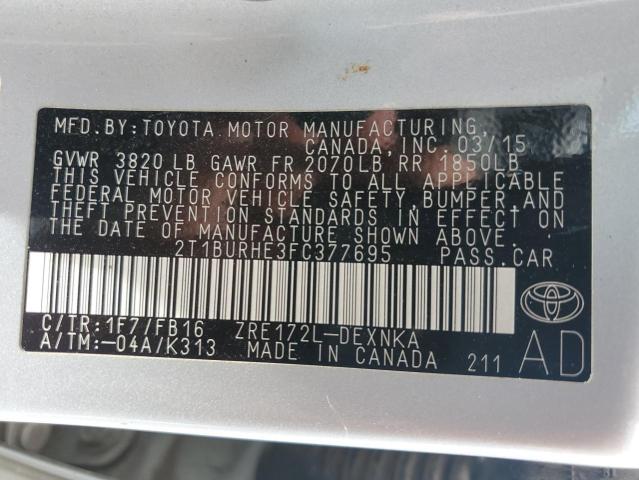 MFD.BY:TOYOTA MOTOR MANUFACTURING,
CANADA, INC. 03/15
GVWR 3820 LB GAWR FR 2070LB RR 1850LB
THIS VEHICLE CONFORMS TO ALL APPLICABLE
FEDERAL MOTOR VEHICLE SAFETY, BUMPER, AND
THEFT PREVENTION STANDARDS IN EFFECT ON
THE DATE OF MANUFACTURE SHOWN ABOVE.
2T1BURHE3FC377695 PASS.CAR
C/TR:1F7/FB16 ZRE172L-DEXNKA
A/TM:-04A/K313 MADE IN CANADA 211
AD